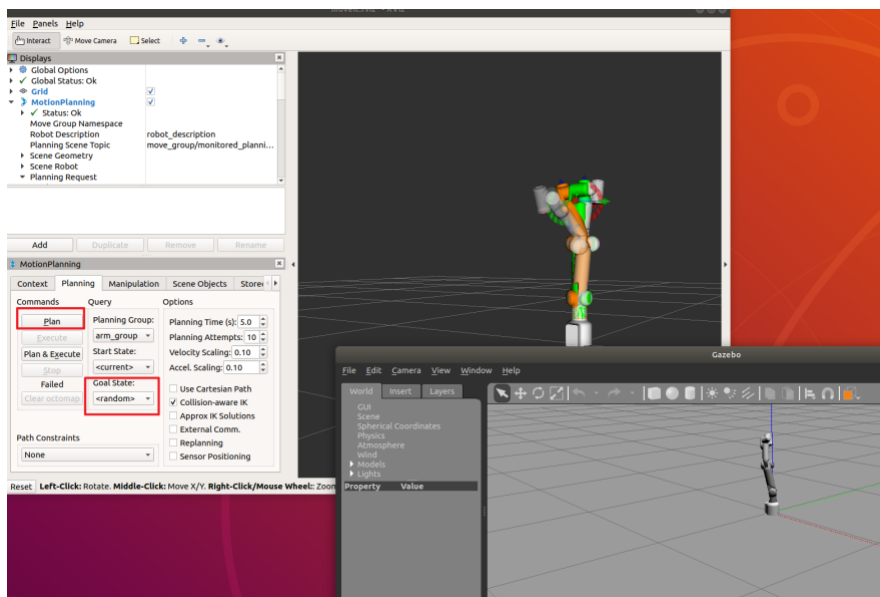 File Panels Help
Interact Move Camera Select
Displays
Global Options
Global Status: Ok
Grid
MotionPlanning
Status: Ok
Move Group Namespace
Robot Description robot_description
Planning Scene Topic move_group/monitored_planni...
Scene Geometry
Scene Robot
Planning Request
Add Duplicate Remove Rename
MotionPlanning
Context Planning Manipulation Scene Objects Store
Commands Query Options
Plan Planning Group: Planning Time (s): 5.0
Execute arm_group Planning Attempts: 10
Plan & Execute Start State: Velocity Scaling: 0.10
Stop <current> Accel. Scaling: 0.10
Failed Goal State: Use Cartesian Path
Clear octomap <random> Collision-aware IK
Approx IK Solutions
External Comm.
Path Constraints Replanning
None Sensor Positioning
Reset Left-Click: Rotate. Middle-Click: Move X/Y. Right-Click/Mouse Wheel: Zoom
Gazebo
File Edit Camera View Window Help
World Insert Layers
GUI
Scene
Spherical Coordinates
Physics
Atmosphere
Wind
Models
Lights
Property Value